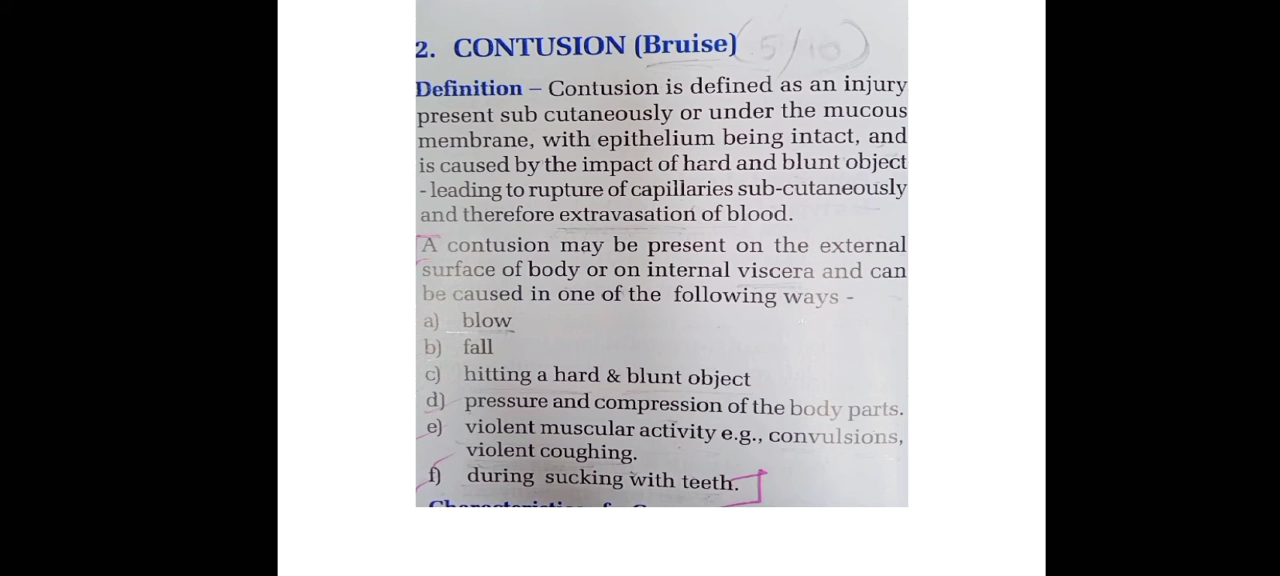 2. CONTUSION (Bruise) (5/10)
Definition – Contusion is defined as an injury
present sub cutaneously or under the mucous
membrane, with epithelium being intact, and
is caused by the impact of hard and blunt object
- leading to rupture of capillaries sub-cutaneously
and therefore extravasation of blood.
A contusion may be present on the external
surface of body or on internal viscera and can
be caused in one of the following ways -
a) blow
b) fall
c) hitting a hard & blunt object
d) pressure and compression of the body parts.
e) violent muscular activity e.g., convulsions,
violent coughing.
f) during sucking with teeth.